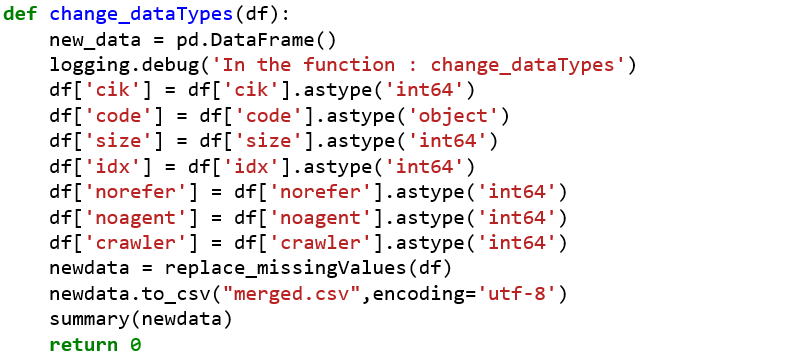 def change_dataTypes(df):
    new_data = pd.DataFrame()
    logging.debug('In the function : change_dataTypes')
    df['cik'] = df['cik'].astype('int64')
    df['code'] = df['code'].astype('object')
    df['size'] = df['size'].astype('int64')
    df['idx'] = df['idx'].astype('int64')
    df['norefer'] = df['norefer'].astype('int64')
    df['noagent'] = df['noagent'].astype('int64')
    df['crawler'] = df['crawler'].astype('int64')
    newdata = replace_missingValues(df)
    newdata.to_csv("merged.csv",encoding='utf-8')
    summary(newdata)
    return 0